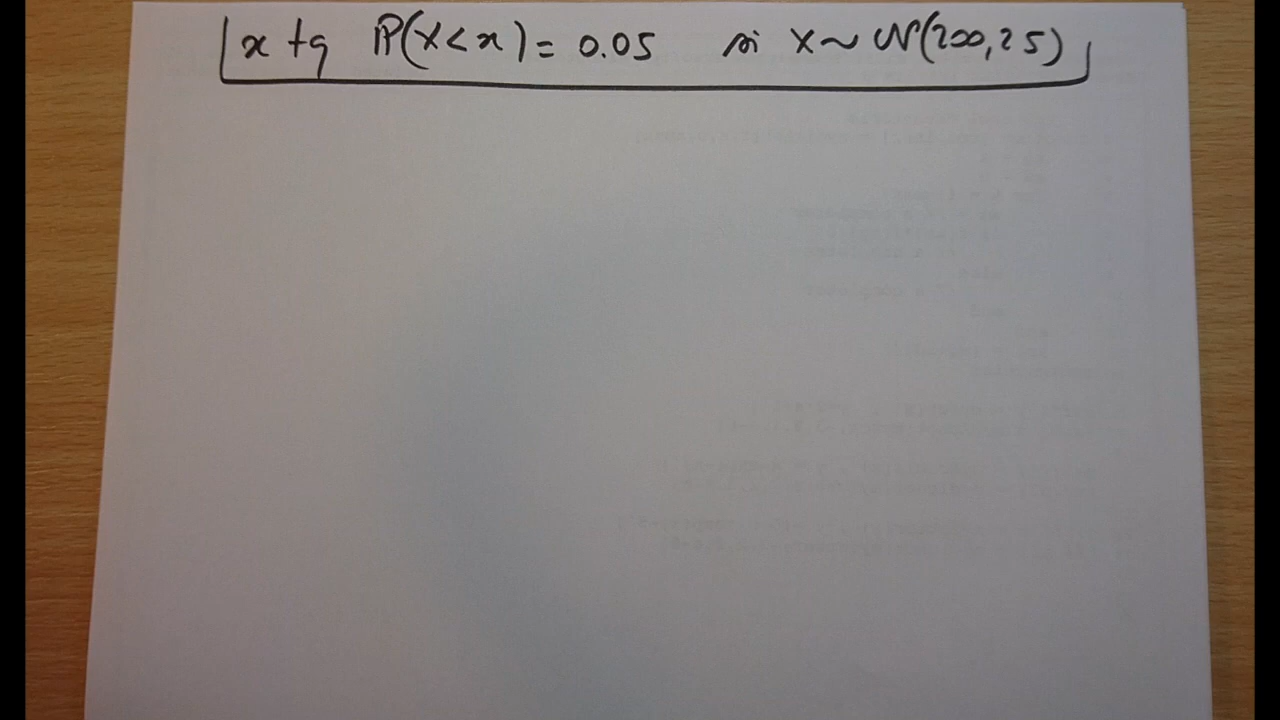 x tq P(X<x) = 0.05 si X~N(200,25)